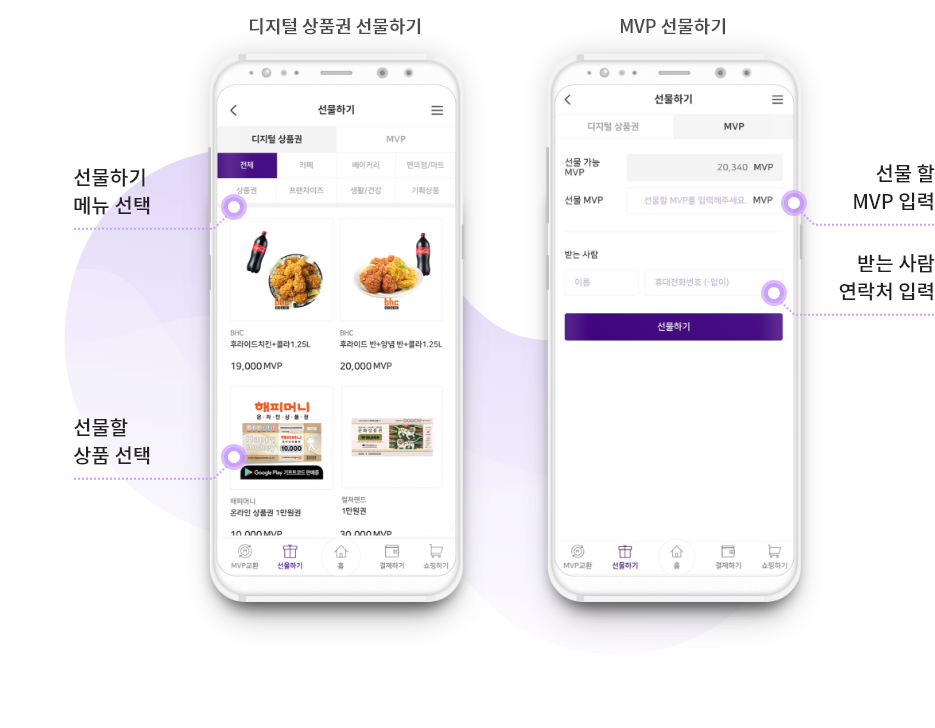 디지털 상품권 선물하기
선물하기
디지털 상품권 MVP
전체 카페 베이커리 편의점/마트
상품권 프랜차이즈 생활/건강 기획상품
선물하기
메뉴 선택
bhc
bhc
BHC
후라이드치킨+콜라1.25L
19,000 MVP
BHC
후라이드 반+양념 반+콜라1.25L
20,000 MVP
해피머니
온·라·인·상·품·권
Happy
money
해피머니
10,000
Google Play 기프트코드 판매중
문화상품권
선물할
상품 선택
해피머니
온라인 상품권 1만원권
10,000 MVP
컬쳐랜드
1만원권
30,000 MVP
MVP교환 선물하기 홈 결제하기 쇼핑하기
MVP 선물하기
선물하기
디지털 상품권 MVP
선물 가능
MVP
20,340 MVP
선물 MVP 선물할 MVP를 입력해주세요. MVP
받는 사람
이름 휴대전화번호 (-없이)
선물하기
선물 할
MVP 입력
받는 사람
연락처 입력
MVP교환 선물하기 홈 결제하기 쇼핑하기